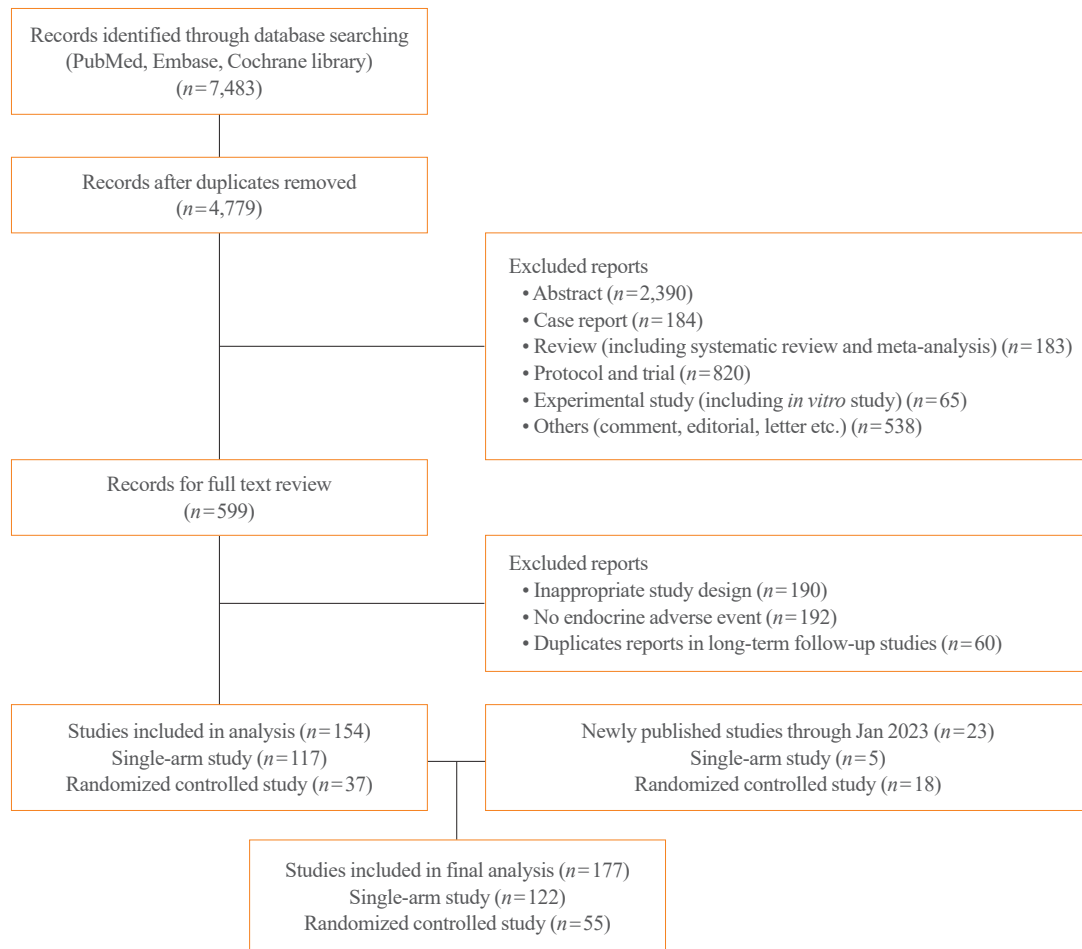 Records identified through database searching
(PubMed, Embase, Cochrane library)
(n=7,483)
Records after duplicates removed
(n=4,779)
Excluded reports
• Abstract (n=2,390)
• Case report (n=184)
• Review (including systematic review and meta-analysis) (n=183)
• Protocol and trial (n=820)
• Experimental study (including in vitro study) (n=65)
• Others (comment, editorial, letter etc.) (n=538)
Records for full text review
(n=599)
Excluded reports
• Inappropriate study design (n=190)
• No endocrine adverse event (n=192)
• Duplicates reports in long-term follow-up studies (n=60)
Studies included in analysis (n=154)
Single-arm study (n=117)
Randomized controlled study (n=37)
Newly published studies through Jan 2023 (n=23)
Single-arm study (n=5)
Randomized controlled study (n=18)
Studies included in final analysis (n=177)
Single-arm study (n=122)
Randomized controlled study (n=55)